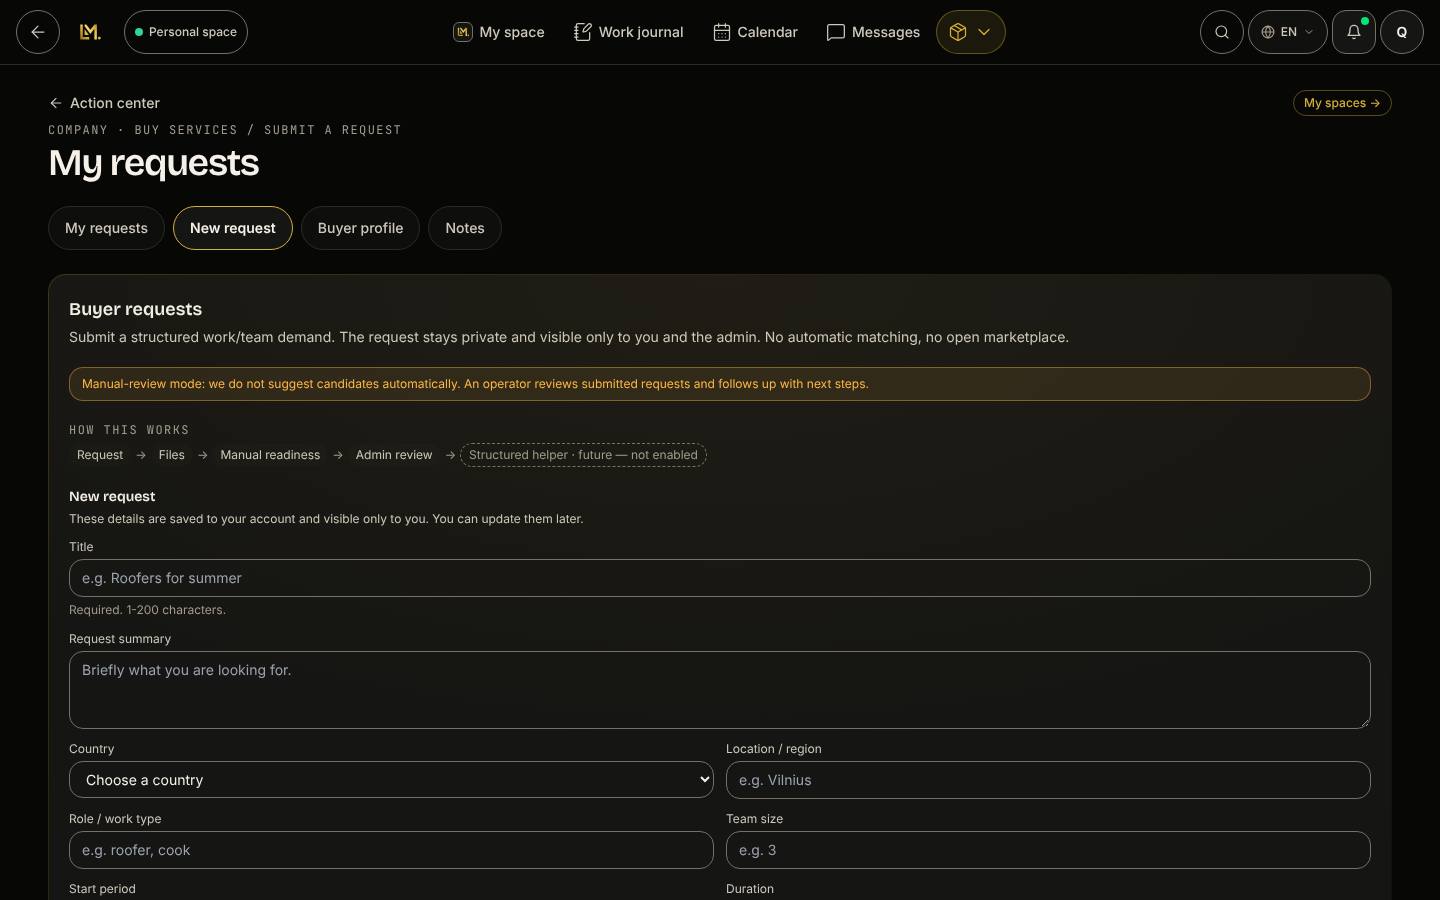 LM.
Personal space
My space
Work journal
Calendar
Messages
EN
Q
← Action center
My spaces →
COMPANY · BUY SERVICES / SUBMIT A REQUEST
My requests
My requests
New request
Buyer profile
Notes
Buyer requests
Submit a structured work/team demand. The request stays private and visible only to you and the admin. No automatic matching, no open marketplace.
Manual-review mode: we do not suggest candidates automatically. An operator reviews submitted requests and follows up with next steps.
HOW THIS WORKS
Request → Files → Manual readiness → Admin review → Structured helper · future — not enabled
New request
These details are saved to your account and visible only to you. You can update them later.
Title
e.g. Roofers for summer
Required. 1-200 characters.
Request summary
Briefly what you are looking for.
Country
Location / region
Choose a country
e.g. Vilnius
Role / work type
Team size
e.g. roofer, cook
e.g. 3
Start period
Duration